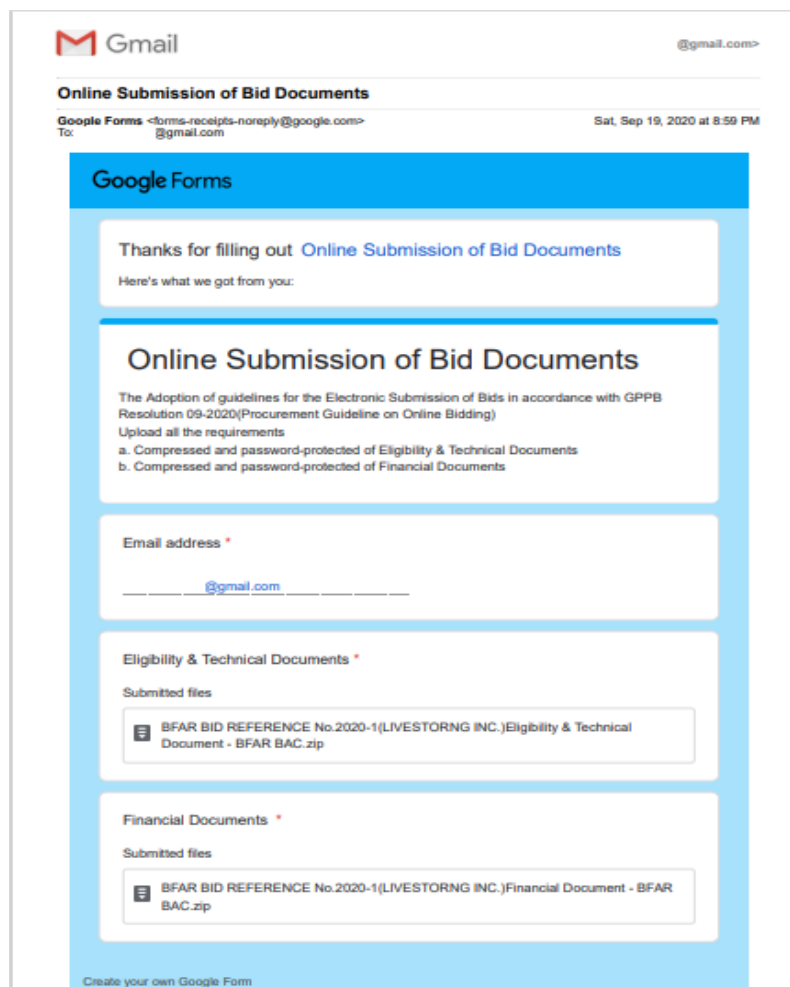 Gmail
@gmail.com>
Online Submission of Bid Documents
Google Forms <forms-receipts-noreply@google.com>
Sat, Sep 19, 2020 at 8:59 PM
To: @gmail.com
Google Forms
Thanks for filling out Online Submission of Bid Documents
Here's what we got from you:
Online Submission of Bid Documents
The Adoption of guidelines for the Electronic Submission of Bids in accordance with GPPB
Resolution 09-2020(Procurement Guideline on Online Bidding)
Upload all the requirements
a. Compressed and password-protected of Eligibility & Technical Documents
b. Compressed and password-protected of Financial Documents
Email address *
@gmail.com
Eligibility & Technical Documents *
Submitted files
BFAR BID REFERENCE No.2020-1(LIVESTORNG INC.)Eligibility & Technical
Document - BFAR BAC.zip
Financial Documents *
Submitted files
BFAR BID REFERENCE No.2020-1(LIVESTORNG INC.)Financial Document - BFAR
BAC.zip
Create your own Google Form